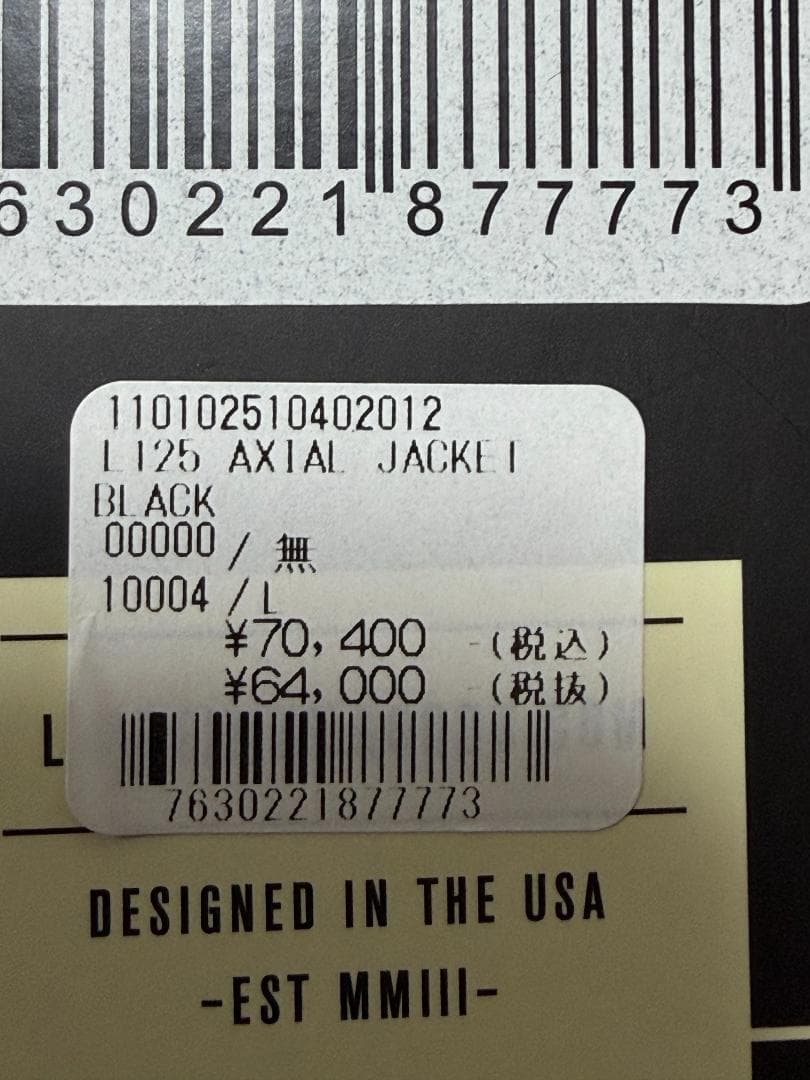 630221 877773
110102510402012
L125 AXIAL JACKET
BLACK
00000 / 無
10004 / L
¥70,400 -(税込)
¥64,000 -(税抜)
L
7630221877773
DESIGNED IN THE USA
-EST MMIII-